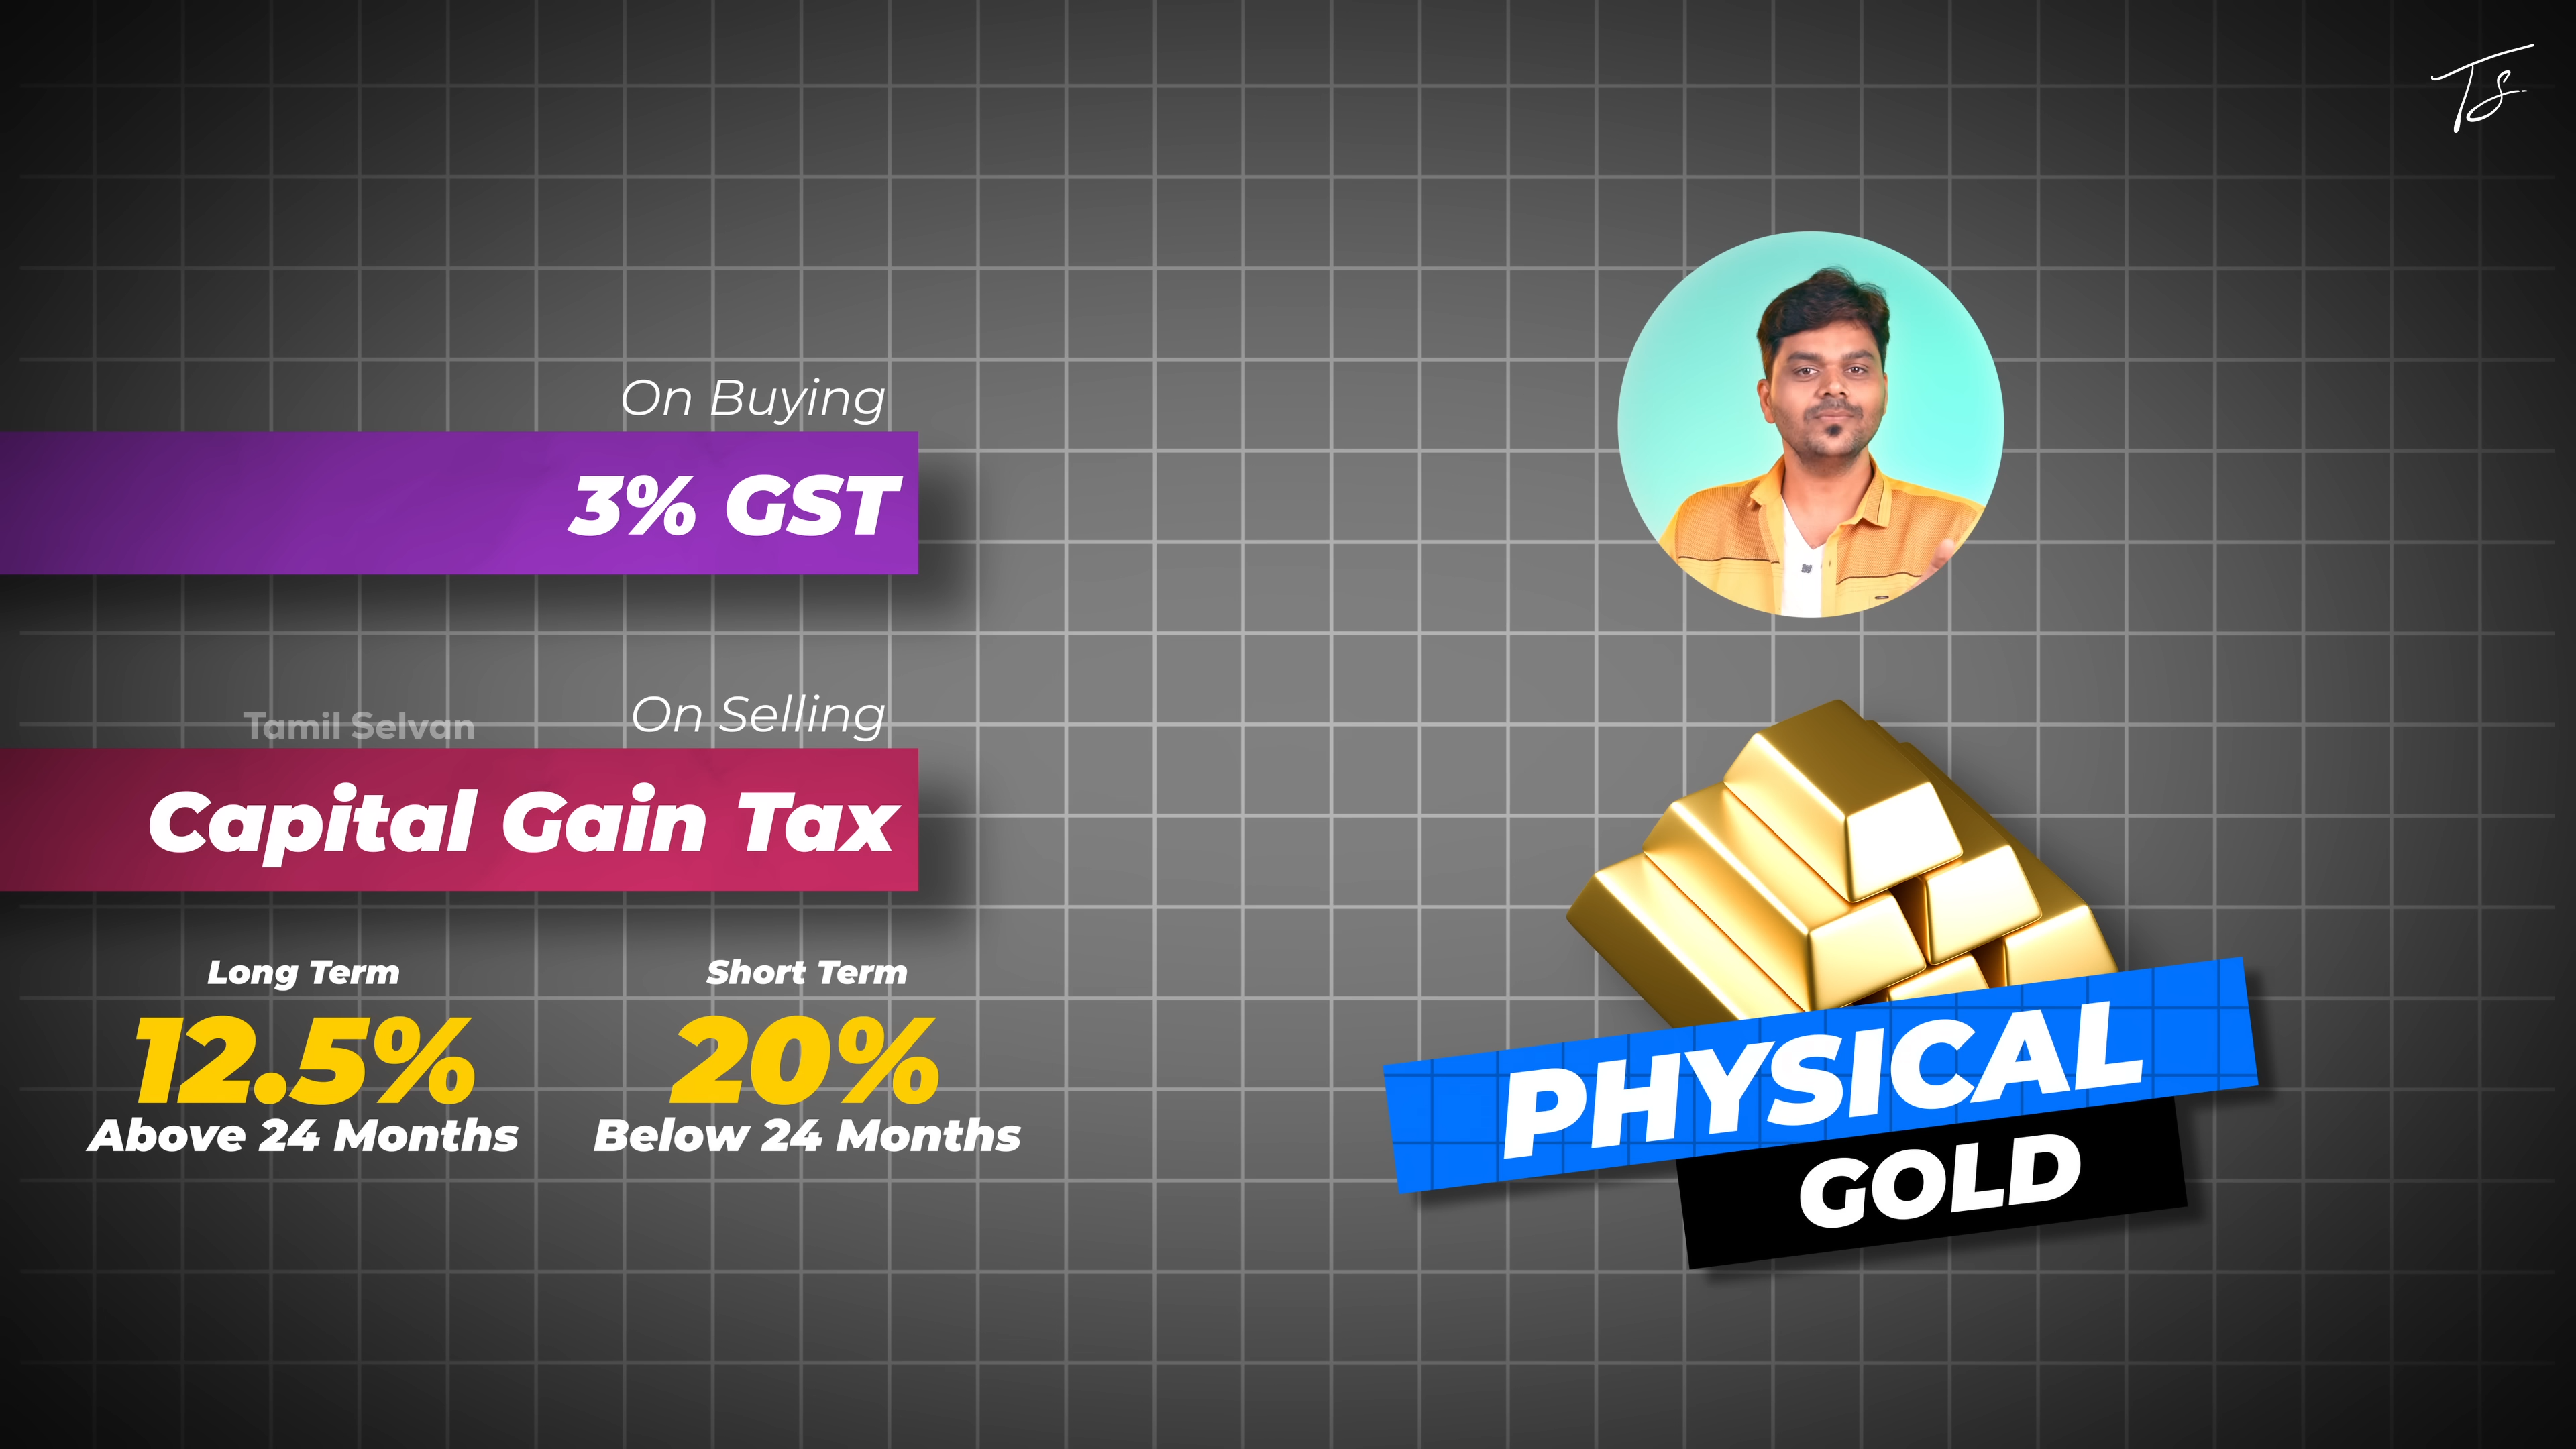 TS
On Buying
3% GST
Tamil Selvan
On Selling
Capital Gain Tax
Long Term
Short Term
12.5%
20%
Above 24 Months
Below 24 Months
PHYSICAL
GOLD